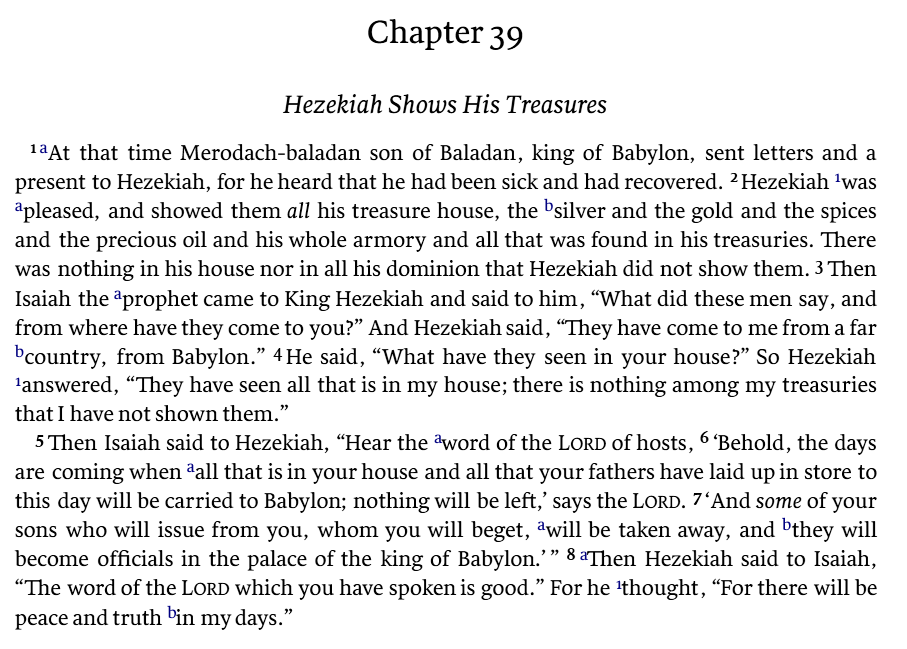 Chapter 39
Hezekiah Shows His Treasures
1 aAt that time Merodach-baladan son of Baladan, king of Babylon, sent letters and a
present to Hezekiah, for he heard that he had been sick and had recovered. 2 Hezekiah 1was
apleased, and showed them all his treasure house, the bsilver and the gold and the spices
and the precious oil and his whole armory and all that was found in his treasuries. There
was nothing in his house nor in all his dominion that Hezekiah did not show them. 3 Then
Isaiah the aprophet came to King Hezekiah and said to him, “What did these men say, and
from where have they come to you?” And Hezekiah said, “They have come to me from a far
bcountry, from Babylon.” 4 He said, “What have they seen in your house?” So Hezekiah
1answered, “They have seen all that is in my house; there is nothing among my treasuries
that I have not shown them.”
5 Then Isaiah said to Hezekiah, “Hear the aword of the LORD of hosts, 6 ‘Behold, the days
are coming when aall that is in your house and all that your fathers have laid up in store to
this day will be carried to Babylon; nothing will be left,’ says the LORD. 7 ‘And some of your
sons who will issue from you, whom you will beget, awill be taken away, and bthey will
become officials in the palace of the king of Babylon.’ ” 8 aThen Hezekiah said to Isaiah,
“The word of the LORD which you have spoken is good.” For he 1thought, “For there will be
peace and truth bin my days.”